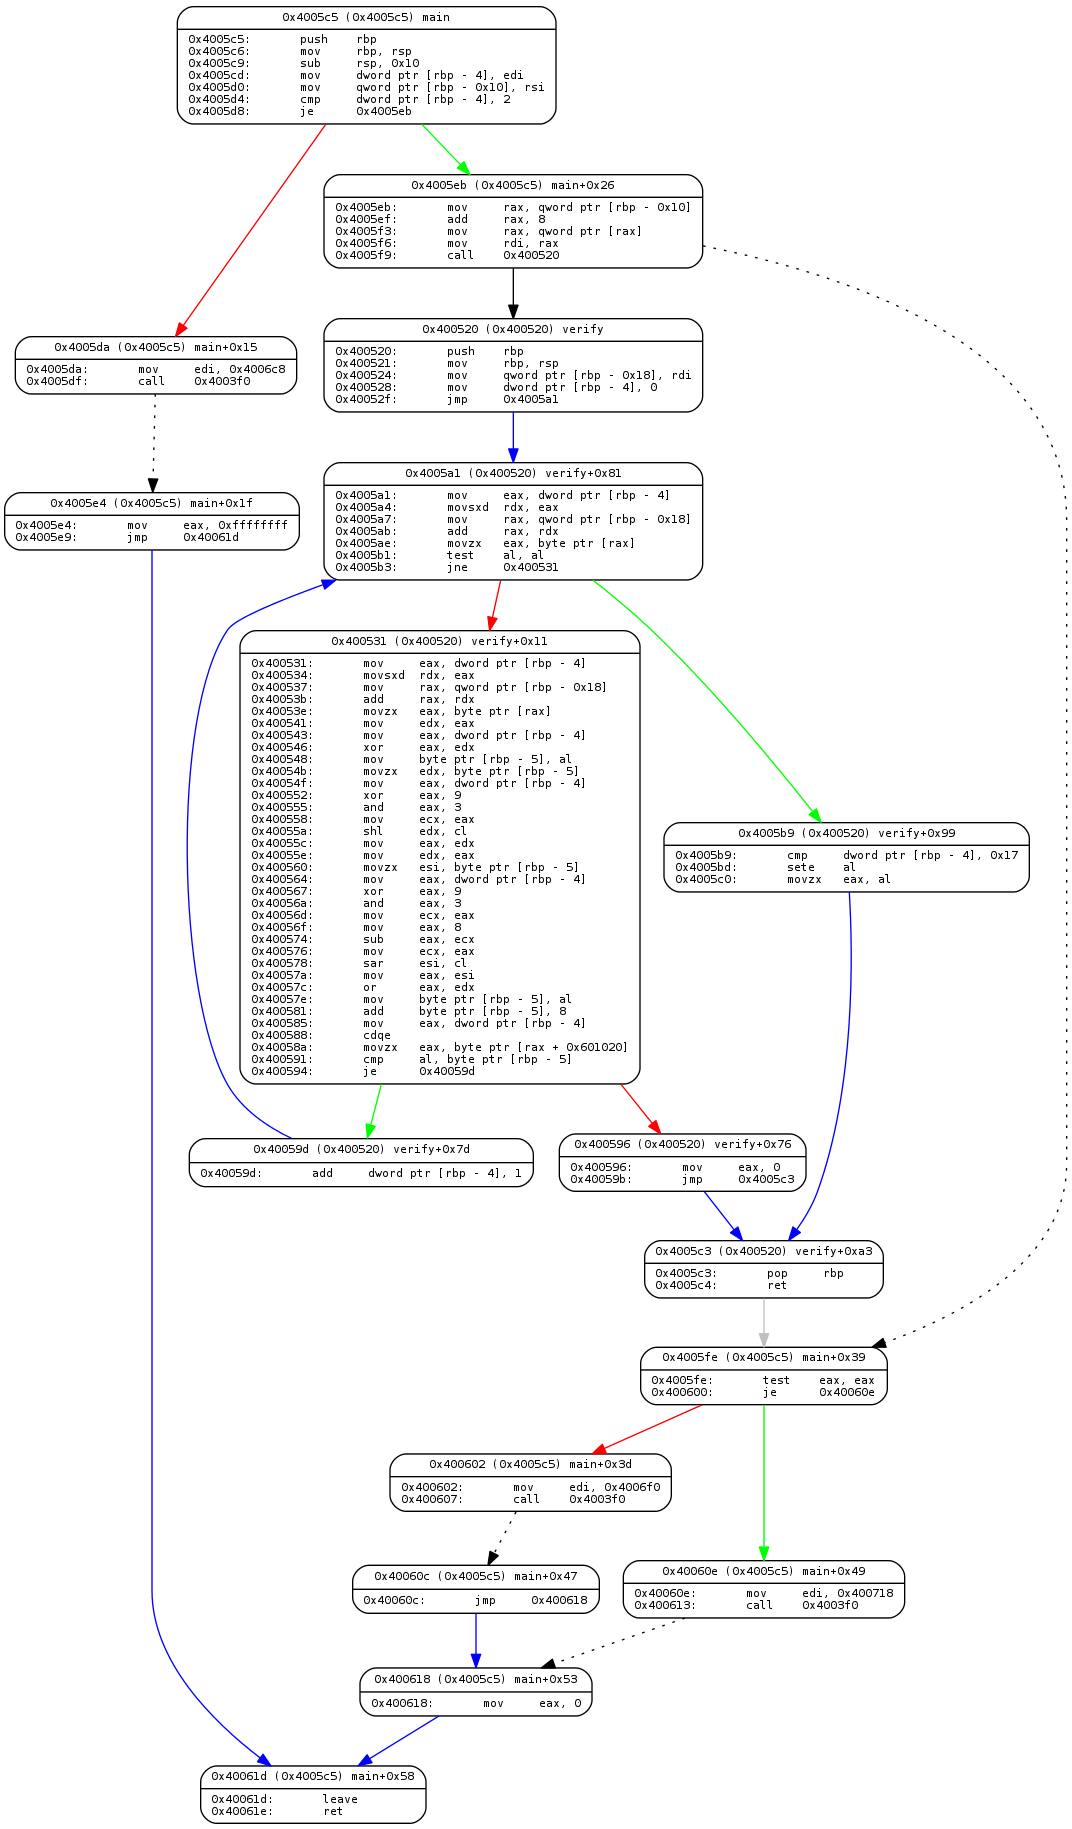 0x4005c5 (0x4005c5) main
0x4005c5: push rbp
0x4005c6: mov rbp, rsp
0x4005c9: sub rsp, 0x10
0x4005cd: mov dword ptr [rbp - 4], edi
0x4005d0: mov qword ptr [rbp - 0x10], rsi
0x4005d4: cmp dword ptr [rbp - 4], 2
0x4005d8: je 0x4005eb
0x4005eb (0x4005c5) main+0x26
0x4005eb: mov rax, qword ptr [rbp - 0x10]
0x4005ef: add rax, 8
0x4005f3: mov rax, qword ptr [rax]
0x4005f6: mov rdi, rax
0x4005f9: call 0x400520
0x400520 (0x400520) verify
0x400520: push rbp
0x400521: mov rbp, rsp
0x400524: mov qword ptr [rbp - 0x18], rdi
0x400528: mov dword ptr [rbp - 4], 0
0x40052f: jmp 0x4005a1
0x4005da (0x4005c5) main+0x15
0x4005da: mov edi, 0x4006c8
0x4005df: call 0x4003f0
0x4005e4 (0x4005c5) main+0x1f
0x4005e4: mov eax, 0xffffffff
0x4005e9: jmp 0x40061d
0x4005a1 (0x400520) verify+0x81
0x4005a1: mov eax, dword ptr [rbp - 4]
0x4005a4: movsxd rdx, eax
0x4005a7: mov rax, qword ptr [rbp - 0x18]
0x4005ab: add rax, rdx
0x4005ae: movzx eax, byte ptr [rax]
0x4005b1: test al, al
0x4005b3: jne 0x400531
0x400531 (0x400520) verify+0x11
0x400531: mov eax, dword ptr [rbp - 4]
0x400534: movsxd rdx, eax
0x400537: mov rax, qword ptr [rbp - 0x18]
0x40053b: add rax, rdx
0x40053e: movzx eax, byte ptr [rax]
0x400541: mov edx, eax
0x400543: mov eax, dword ptr [rbp - 4]
0x400546: xor eax, edx
0x400548: mov byte ptr [rbp - 5], al
0x40054b: movzx edx, byte ptr [rbp - 5]
0x40054f: mov eax, dword ptr [rbp - 4]
0x400552: xor eax, 9
0x400555: and eax, 3
0x400558: mov ecx, eax
0x40055a: shl edx, cl
0x40055c: mov eax, edx
0x40055e: mov edx, eax
0x400560: movzx esi, byte ptr [rbp - 5]
0x400564: mov eax, dword ptr [rbp - 4]
0x400567: xor eax, 9
0x40056a: and eax, 3
0x40056d: mov ecx, eax
0x40056f: mov eax, 8
0x400574: sub eax, ecx
0x400576: mov ecx, eax
0x400578: sar esi, cl
0x40057a: mov eax, esi
0x40057c: or eax, edx
0x40057e: mov byte ptr [rbp - 5], al
0x400581: add byte ptr [rbp - 5], 8
0x400585: mov eax, dword ptr [rbp - 4]
0x400588: cdqe
0x40058a: movzx eax, byte ptr [rax + 0x601020]
0x400591: cmp al, byte ptr [rbp - 5]
0x400594: je 0x40059d
0x4005b9 (0x400520) verify+0x99
0x4005b9: cmp dword ptr [rbp - 4], 0x17
0x4005bd: sete al
0x4005c0: movzx eax, al
0x40059d (0x400520) verify+0x7d
0x40059d: add dword ptr [rbp - 4], 1
0x400596 (0x400520) verify+0x76
0x400596: mov eax, 0
0x40059b: jmp 0x4005c3
0x4005c3 (0x400520) verify+0xa3
0x4005c3: pop rbp
0x4005c4: ret
0x4005fe (0x4005c5) main+0x39
0x4005fe: test eax, eax
0x400600: je 0x40060e
0x400602 (0x4005c5) main+0x3d
0x400602: mov edi, 0x4006f0
0x400607: call 0x4003f0
0x40060c (0x4005c5) main+0x47
0x40060c: jmp 0x400618
0x40060e (0x4005c5) main+0x49
0x40060e: mov edi, 0x400718
0x400613: call 0x4003f0
0x400618 (0x4005c5) main+0x53
0x400618: mov eax, 0
0x40061d (0x4005c5) main+0x58
0x40061d: leave
0x40061e: ret